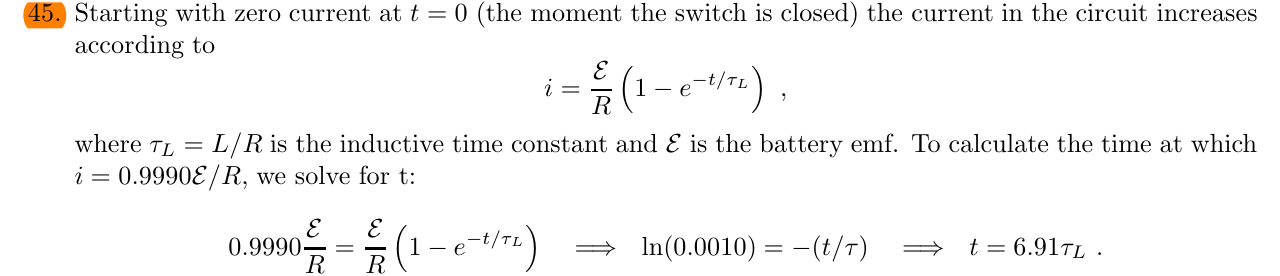 45. Starting with zero current at t = 0 (the moment the switch is closed) the current in the circuit increases
according to
i = ℰ/R (1 − e^{−t/τ_L}) ,
where τ_L = L/R is the inductive time constant and ℰ is the battery emf. To calculate the time at which
i = 0.9990ℰ/R, we solve for t:
0.9990 ℰ/R = ℰ/R (1 − e^{−t/τ_L}) ⟹ ln(0.0010) = −(t/τ) ⟹ t = 6.91τ_L .